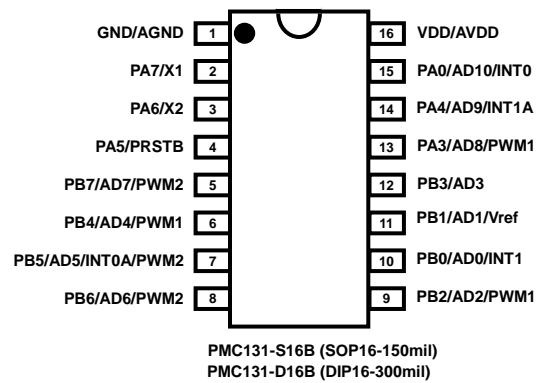 GND/AGND 1 16 VDD/AVDD
PA7/X1 2 15 PA0/AD10/INT0
PA6/X2 3 14 PA4/AD9/INT1A
PA5/PRSTB 4 13 PA3/AD8/PWM1
PB7/AD7/PWM2 5 12 PB3/AD3
PB4/AD4/PWM1 6 11 PB1/AD1/Vref
PB5/AD5/INT0A/PWM2 7 10 PB0/AD0/INT1
PB6/AD6/PWM2 8 9 PB2/AD2/PWM1
PMC131-S16B (SOP16-150mil)
PMC131-D16B (DIP16-300mil)